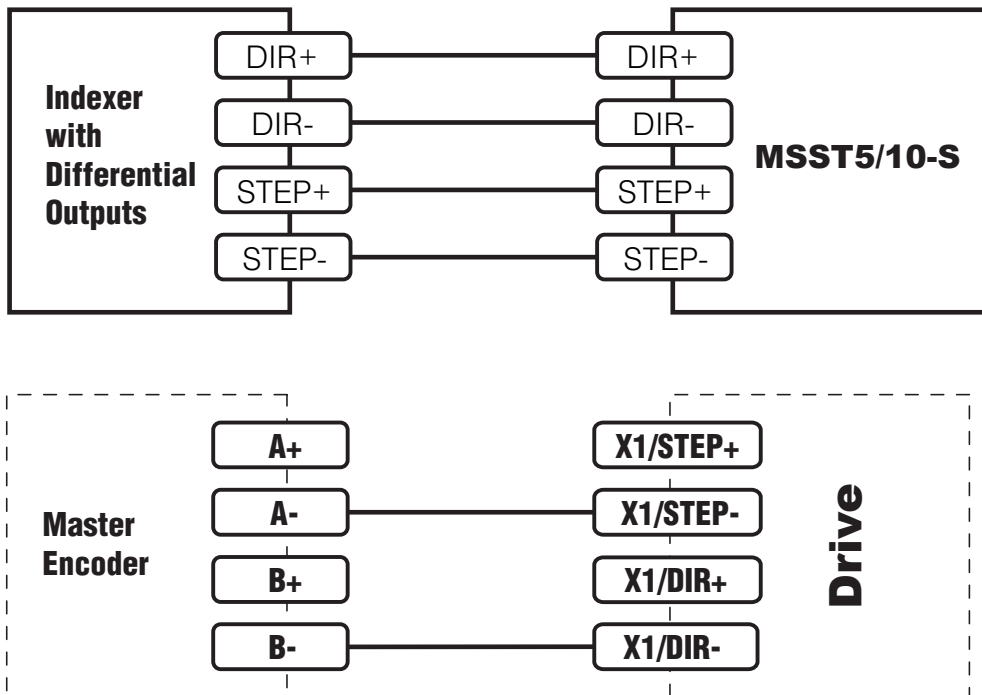 Indexer
with
Differential
Outputs
DIR+
DIR-
STEP+
STEP-
DIR+
DIR-
STEP+
STEP-
MSST5/10-S
Master
Encoder
A+
A-
B+
B-
X1/STEP+
X1/STEP-
X1/DIR+
X1/DIR-
Drive